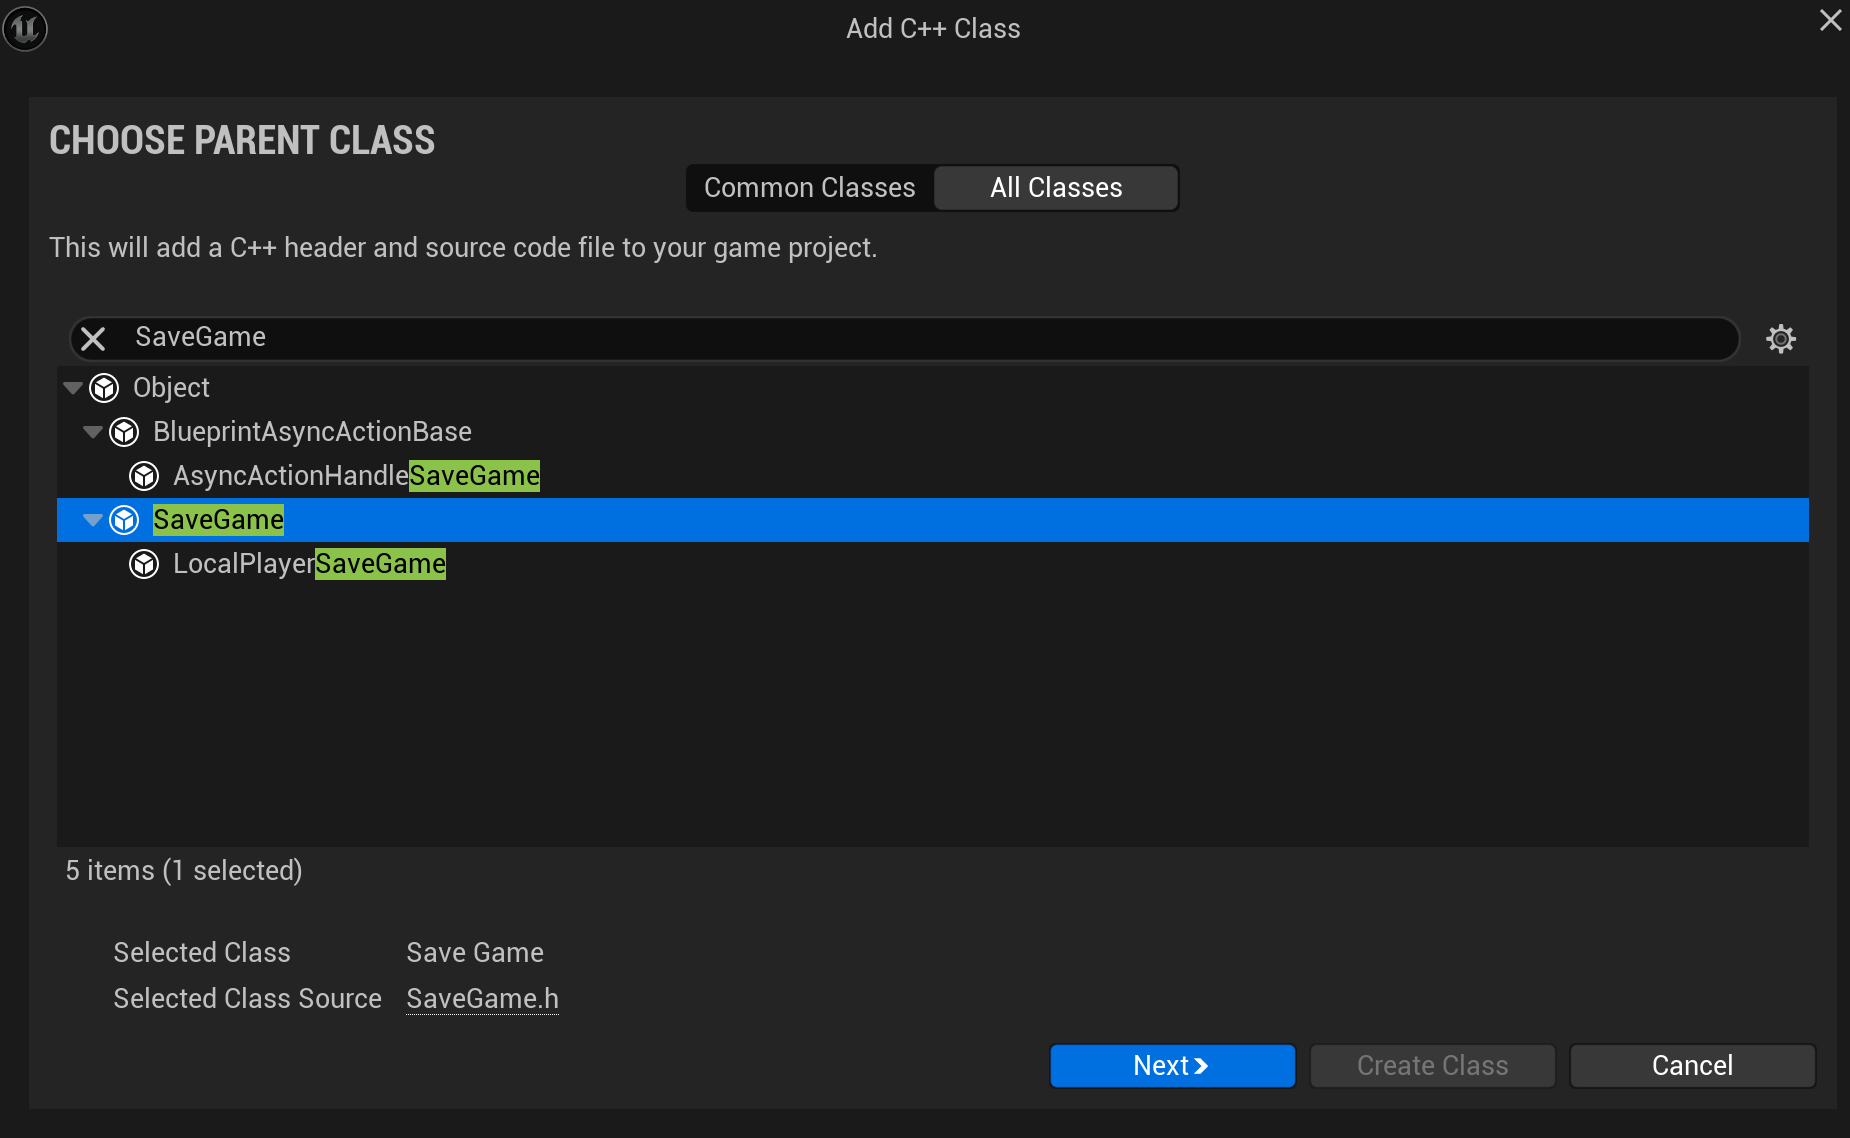 Add C++ Class
CHOOSE PARENT CLASS
Common Classes All Classes
This will add a C++ header and source code file to your game project.
SaveGame
Object
BlueprintAsyncActionBase
AsyncActionHandleSaveGame
SaveGame
LocalPlayerSaveGame
5 items (1 selected)
Selected Class Save Game
Selected Class Source SaveGame.h
Next Create Class Cancel